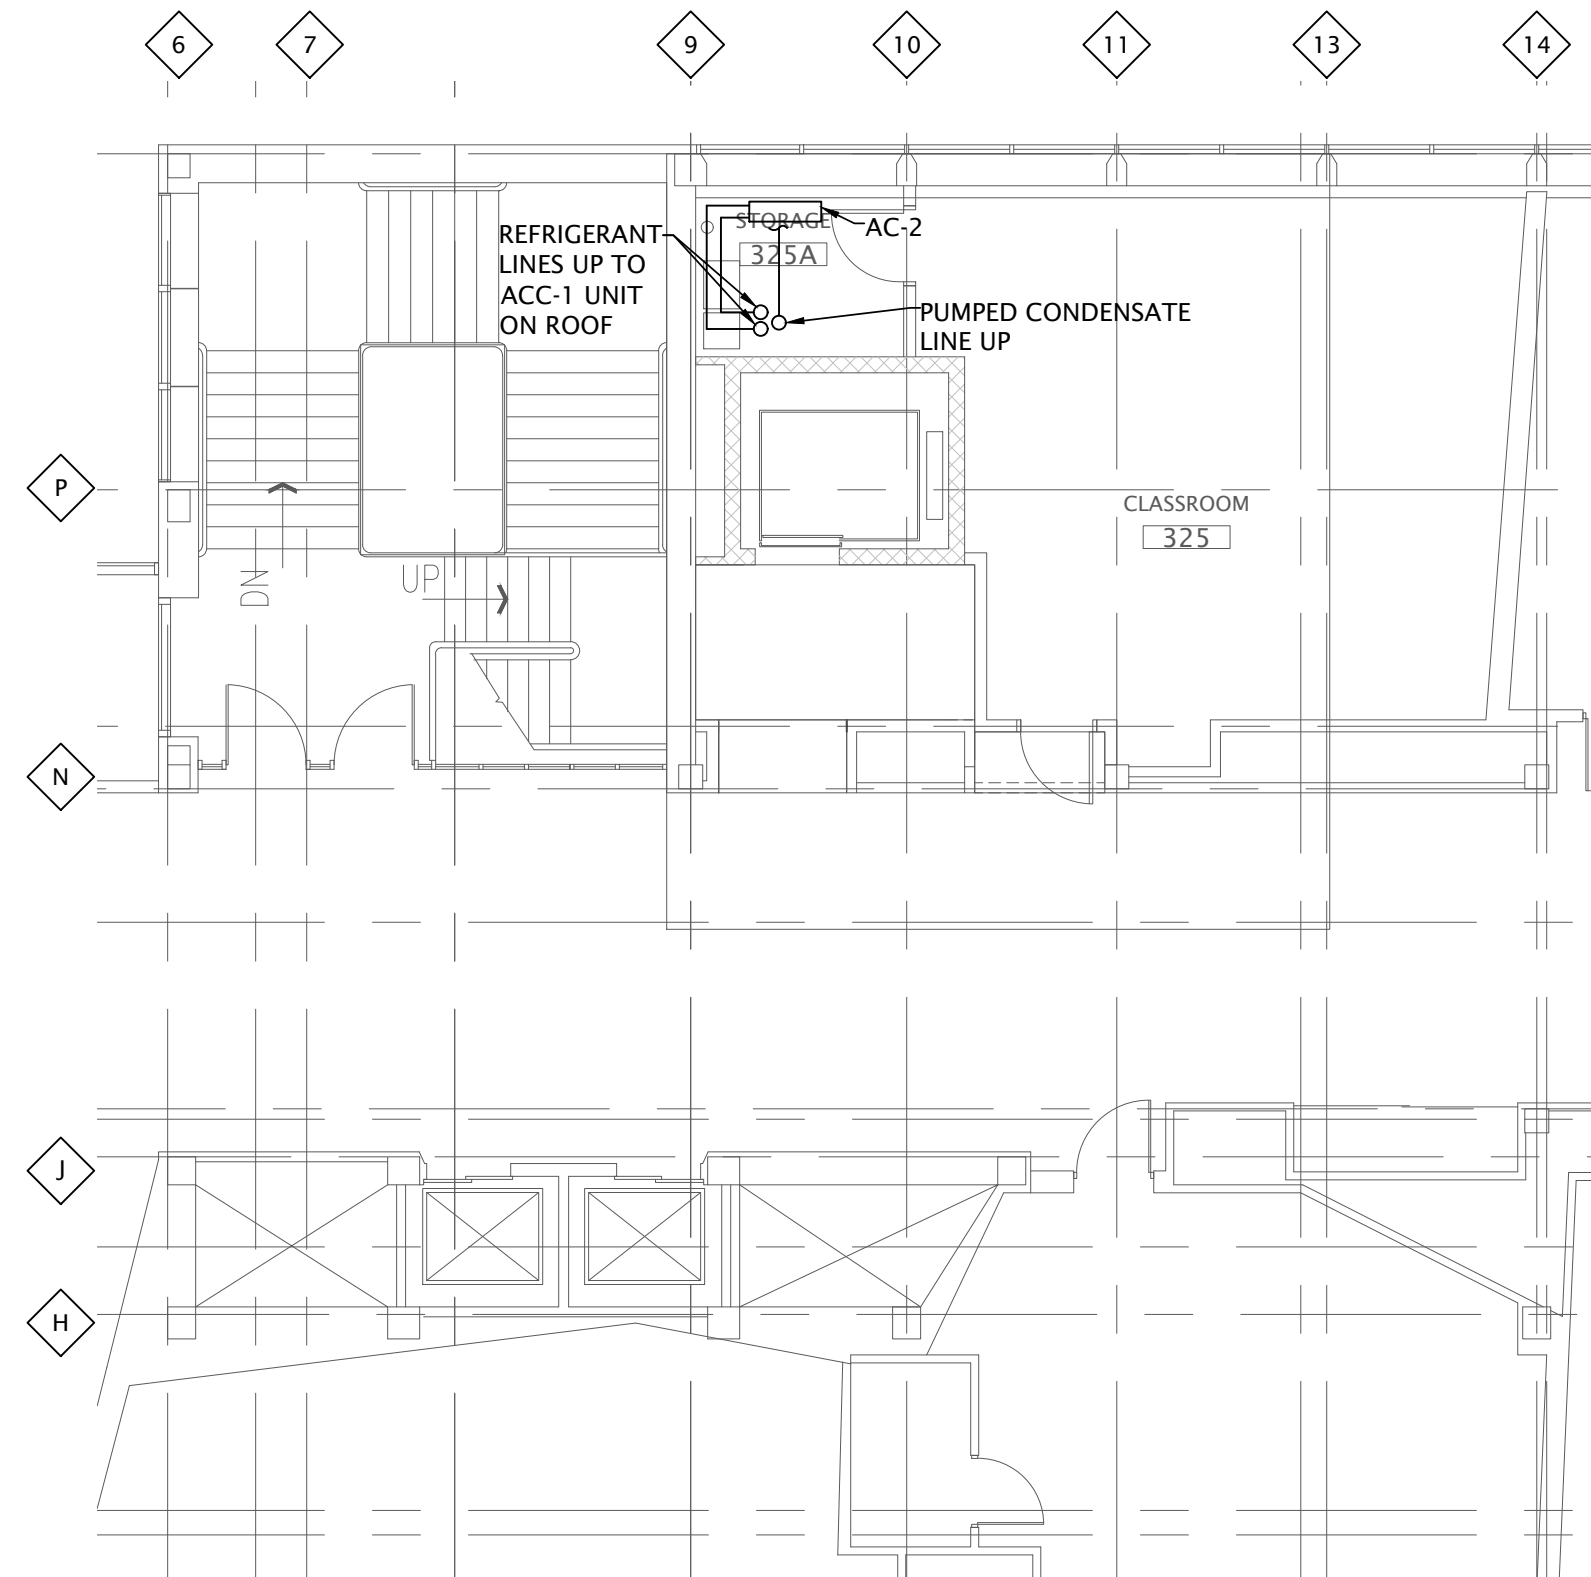 6 7 9 10 11 13 14
STORAGE
325A
AC-2
REFRIGERANT
LINES UP TO
ACC-1 UNIT
ON ROOF
PUMPED CONDENSATE
LINE UP
P
CLASSROOM
325
DN
UP
N
J
H